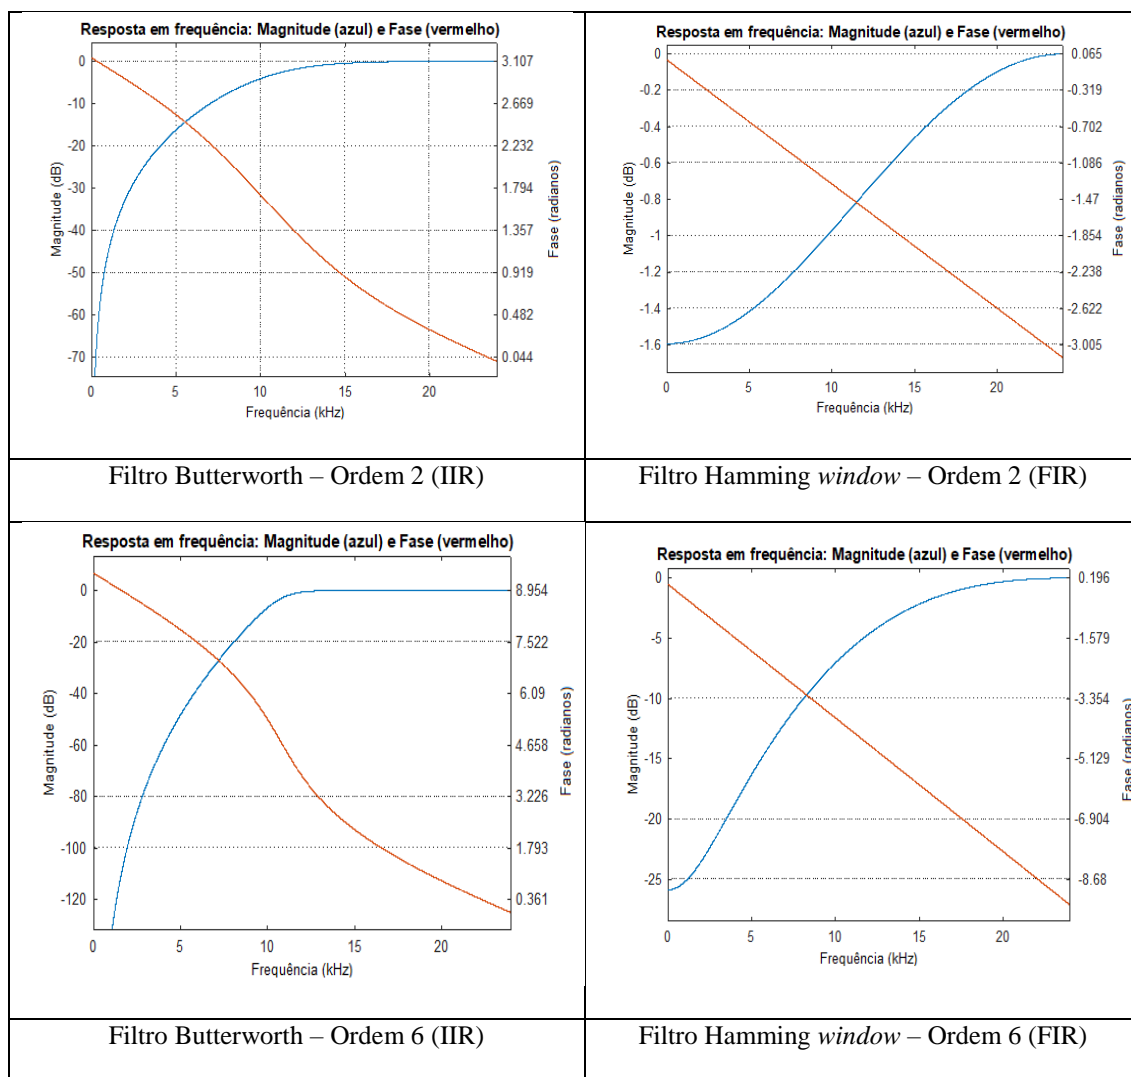 Resposta em frequência: Magnitude (azul) e Fase (vermelho)
0
-10
-20
-30
-40
-50
-60
-70
Magnitude (dB)
3.107
2.669
2.232
1.794
1.357
0.919
0.482
0.044
Fase (radianos)
0 5 10 15 20
Frequência (kHz)
Resposta em frequência: Magnitude (azul) e Fase (vermelho)
0
-0.2
-0.4
-0.6
-0.8
-1
-1.2
-1.4
-1.6
Magnitude (dB)
0.065
-0.319
-0.702
-1.086
-1.47
-1.854
-2.238
-2.622
-3.005
Fase (radianos)
0 5 10 15 20
Frequência (kHz)
Filtro Butterworth – Ordem 2 (IIR)
Filtro Hamming window – Ordem 2 (FIR)
Resposta em frequência: Magnitude (azul) e Fase (vermelho)
0
-20
-40
-60
-80
-100
-120
Magnitude (dB)
8.954
7.522
6.09
4.658
3.226
1.793
0.361
Fase (radianos)
0 5 10 15 20
Frequência (kHz)
Resposta em frequência: Magnitude (azul) e Fase (vermelho)
0
-5
-10
-15
-20
-25
Magnitude (dB)
0.196
-1.579
-3.354
-5.129
-6.904
-8.68
Fase (radianos)
0 5 10 15 20
Frequência (kHz)
Filtro Butterworth – Ordem 6 (IIR)
Filtro Hamming window – Ordem 6 (FIR)